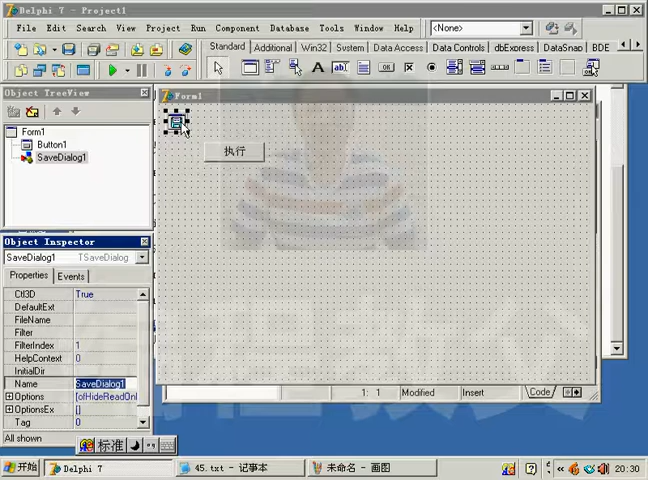 Delphi 7 - Project1
File Edit Search View Project Run Component Database Tools Window Help <None>
Standard Additional Win32 System Data Access Data Controls dbExpress DataSnap BDE
Object TreeView
Form1
Button1
SaveDialog1
Form1
执行
Object Inspector
SaveDialog1 TSaveDialog
Properties Events
Ctl3D True
DefaultExt
FileName
Filter
FilterIndex 1
HelpContext 0
InitialDir
Name SaveDialog1
Options [ofHideReadOnl
OptionsEx []
Tag 0
All shown
1: 1 Modified Insert Code
标准
开始 Delphi 7 45.txt - 记事本 未命名 - 画图 20:30